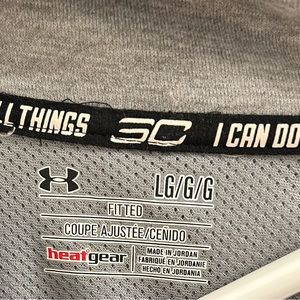 LL THINGS SC I CAN DO
LG/G/G
FITTED
COUPE AJUSTÉE/CENIDO
heatgear
MADE IN JORDAN
FABRIQUÉ EN JORDANIE
HECHO EN JORDANIA